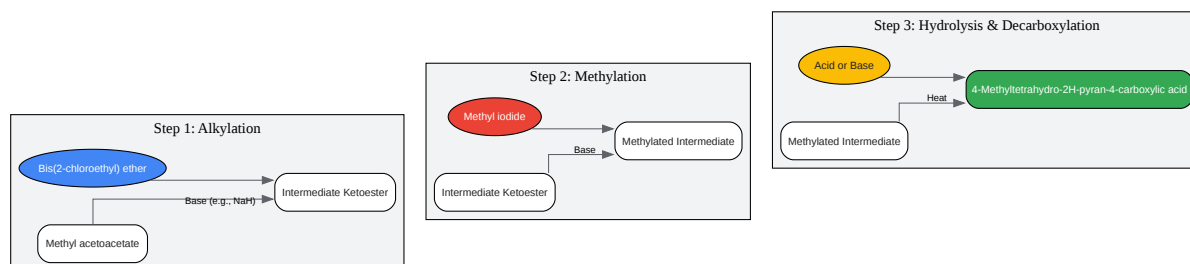 Step 1: Alkylation
Bis(2-chloroethyl) ether
Intermediate Ketoester
Base (e.g., NaH)
Methyl acetoacetate
Step 2: Methylation
Methyl iodide
Methylated Intermediate
Base
Intermediate Ketoester
Step 3: Hydrolysis & Decarboxylation
Acid or Base
4-Methyltetrahydro-2H-pyran-4-carboxylic acid
Heat
Methylated Intermediate